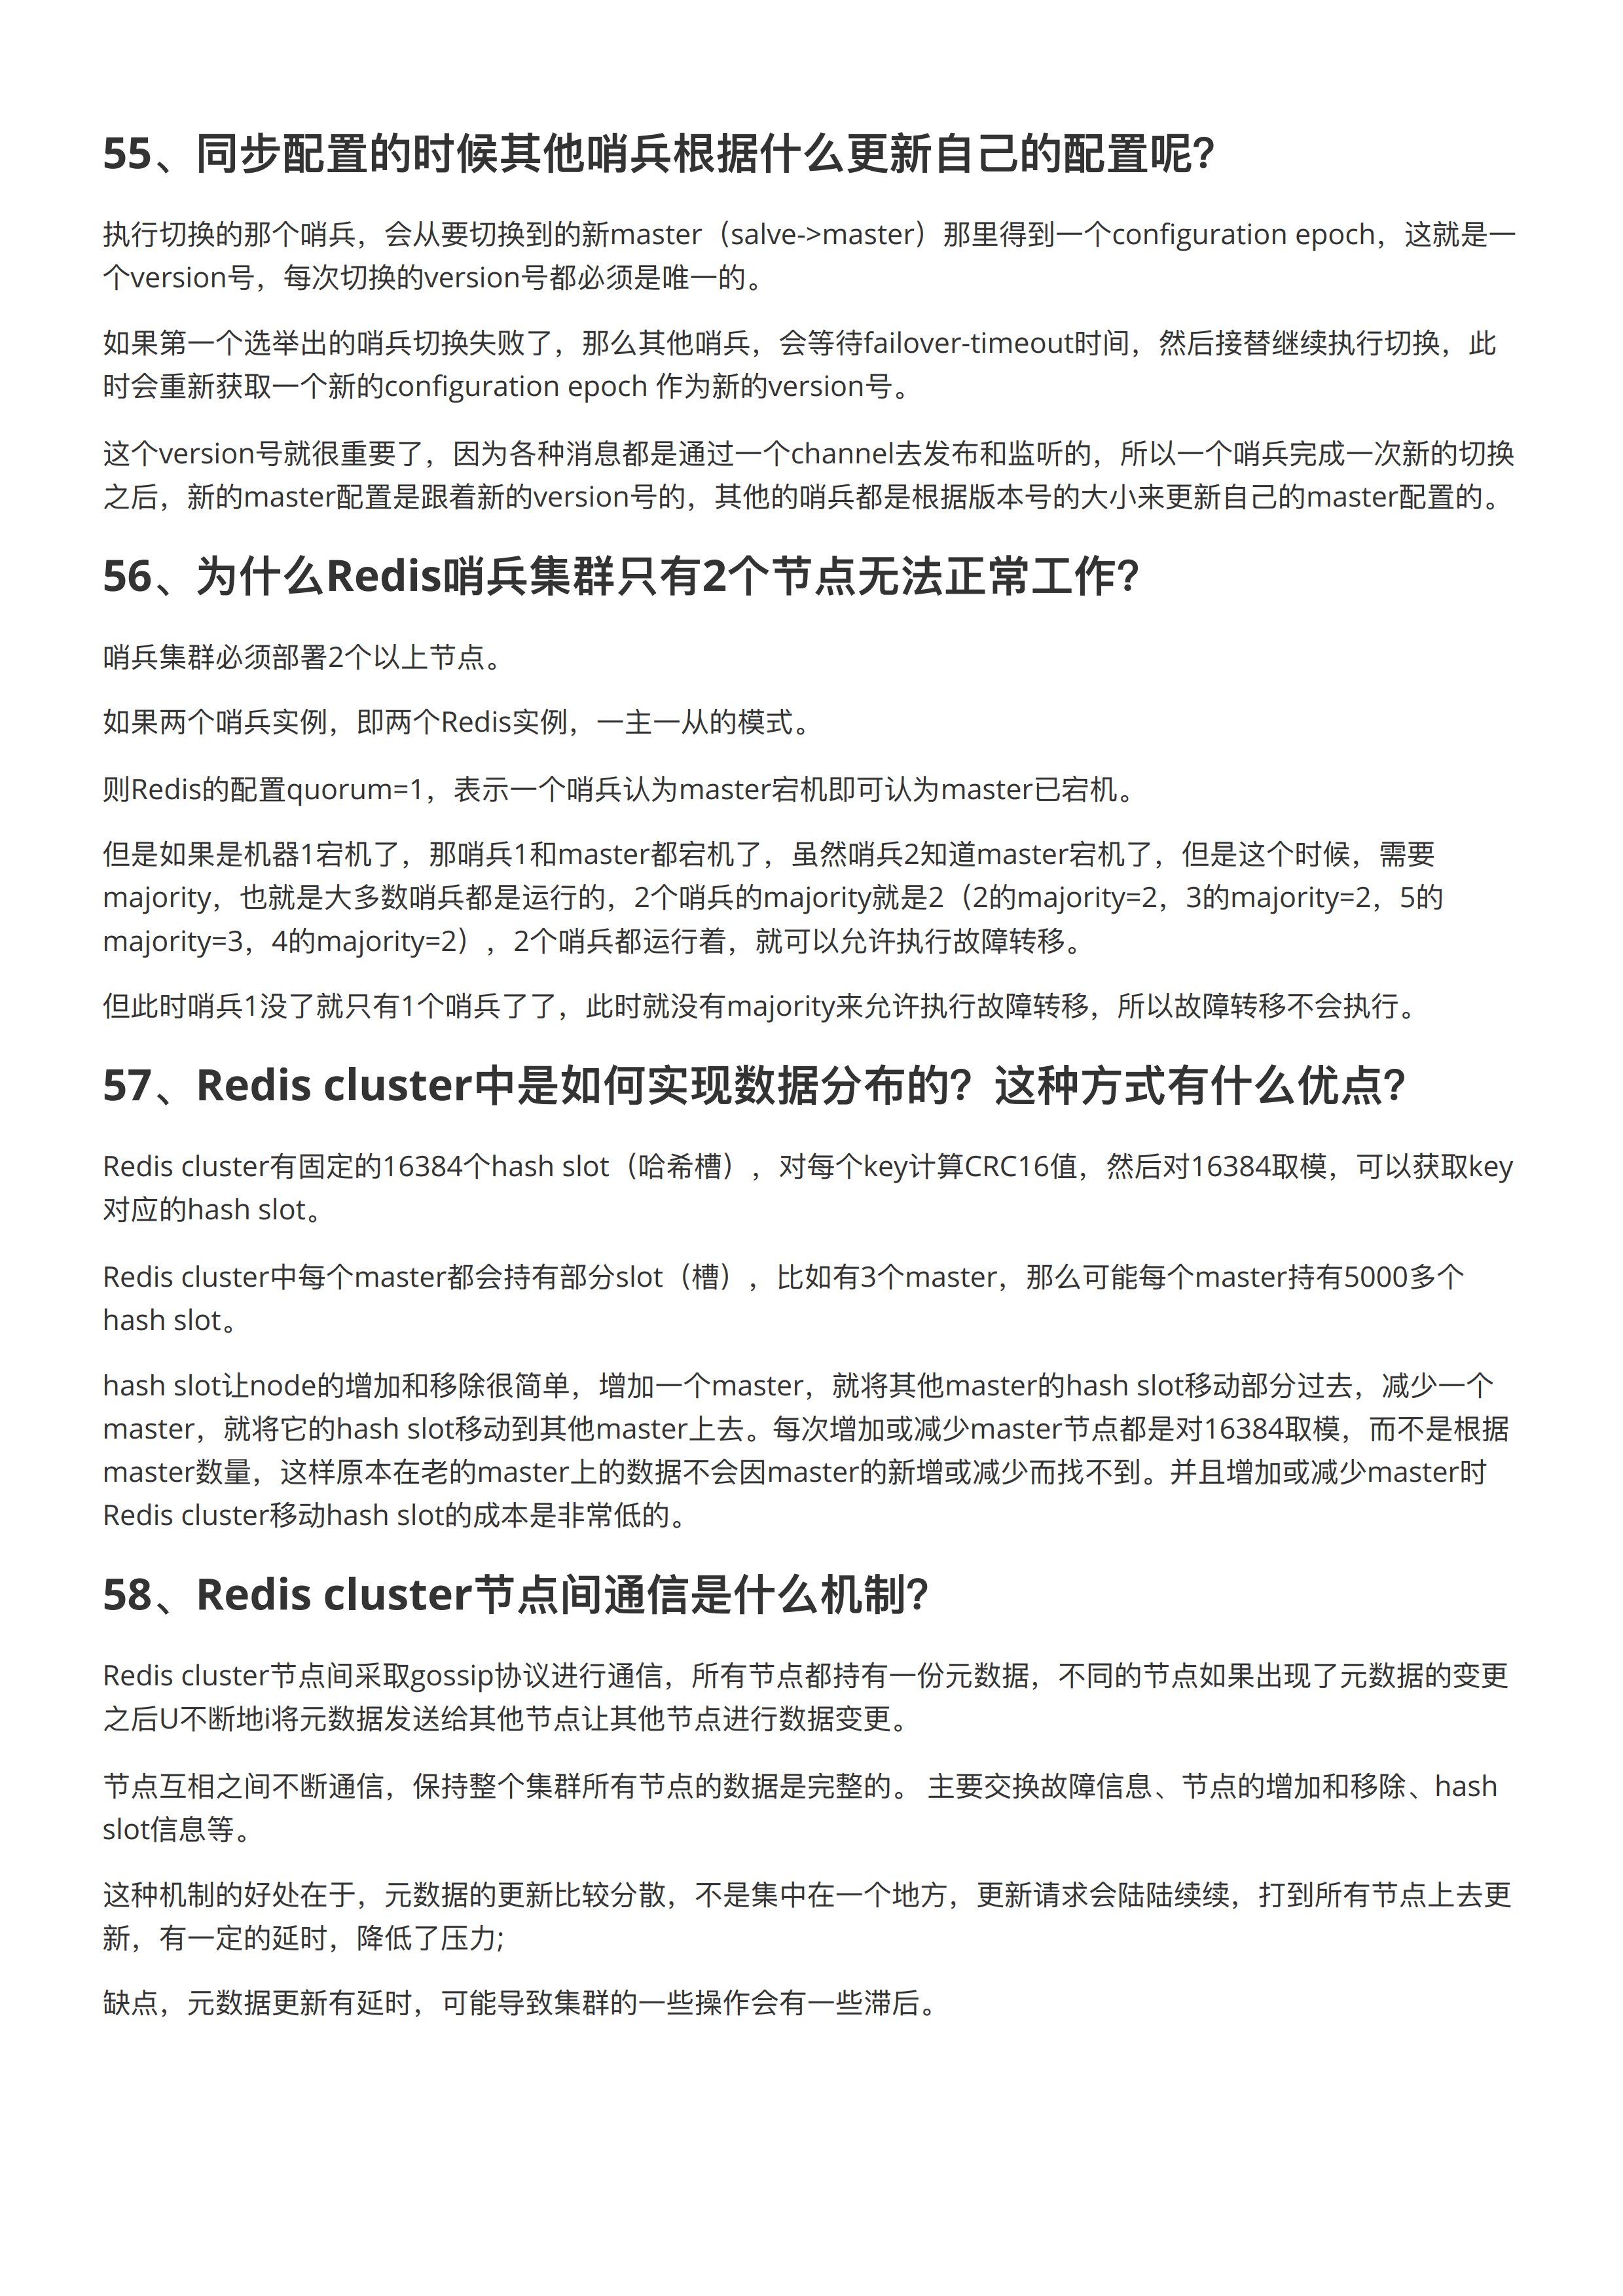 55、同步配置的时候其他哨兵根据什么更新自己的配置呢？
执行切换的那个哨兵，会从要切换到的新master（salve->master）那里得到一个configuration epoch，这就是一
个version号，每次切换的version号都必须是唯一的。
如果第一个选举出的哨兵切换失败了，那么其他哨兵，会等待failover-timeout时间，然后接替继续执行切换，此
时会重新获取一个新的configuration epoch 作为新的version号。
这个version号就很重要了，因为各种消息都是通过一个channel去发布和监听的，所以一个哨兵完成一次新的切换
之后，新的master配置是跟着新的version号的，其他的哨兵都是根据版本号的大小来更新自己的master配置的。
56、为什么Redis哨兵集群只有2个节点无法正常工作？
哨兵集群必须部署2个以上节点。
如果两个哨兵实例，即两个Redis实例，一主一从的模式。
则Redis的配置quorum=1，表示一个哨兵认为master宕机即可认为master已宕机。
但是如果是机器1宕机了，那哨兵1和master都宕机了，虽然哨兵2知道master宕机了，但是这个时候，需要
majority，也就是大多数哨兵都是运行的，2个哨兵的majority就是2（2的majority=2，3的majority=2，5的
majority=3，4的majority=2），2个哨兵都运行着，就可以允许执行故障转移。
但此时哨兵1没了就只有1个哨兵了了，此时就没有majority来允许执行故障转移，所以故障转移不会执行。
57、Redis cluster中是如何实现数据分布的？这种方式有什么优点？
Redis cluster有固定的16384个hash slot（哈希槽），对每个key计算CRC16值，然后对16384取模，可以获取key
对应的hash slot。
Redis cluster中每个master都会持有部分slot（槽），比如有3个master，那么可能每个master持有5000多个
hash slot。
hash slot让node的增加和移除很简单，增加一个master，就将其他master的hash slot移动部分过去，减少一个
master，就将它的hash slot移动到其他master上去。每次增加或减少master节点都是对16384取模，而不是根据
master数量，这样原本在老的master上的数据不会因master的新增或减少而找不到。并且增加或减少master时
Redis cluster移动hash slot的成本是非常低的。
58、Redis cluster节点间通信是什么机制？
Redis cluster节点间采取gossip协议进行通信，所有节点都持有一份元数据，不同的节点如果出现了元数据的变更
之后U不断地i将元数据发送给其他节点让其他节点进行数据变更。
节点互相之间不断通信，保持整个集群所有节点的数据是完整的。 主要交换故障信息、节点的增加和移除、hash
slot信息等。
这种机制的好处在于，元数据的更新比较分散，不是集中在一个地方，更新请求会陆陆续续，打到所有节点上去更
新，有一定的延时，降低了压力;
缺点，元数据更新有延时，可能导致集群的一些操作会有一些滞后。